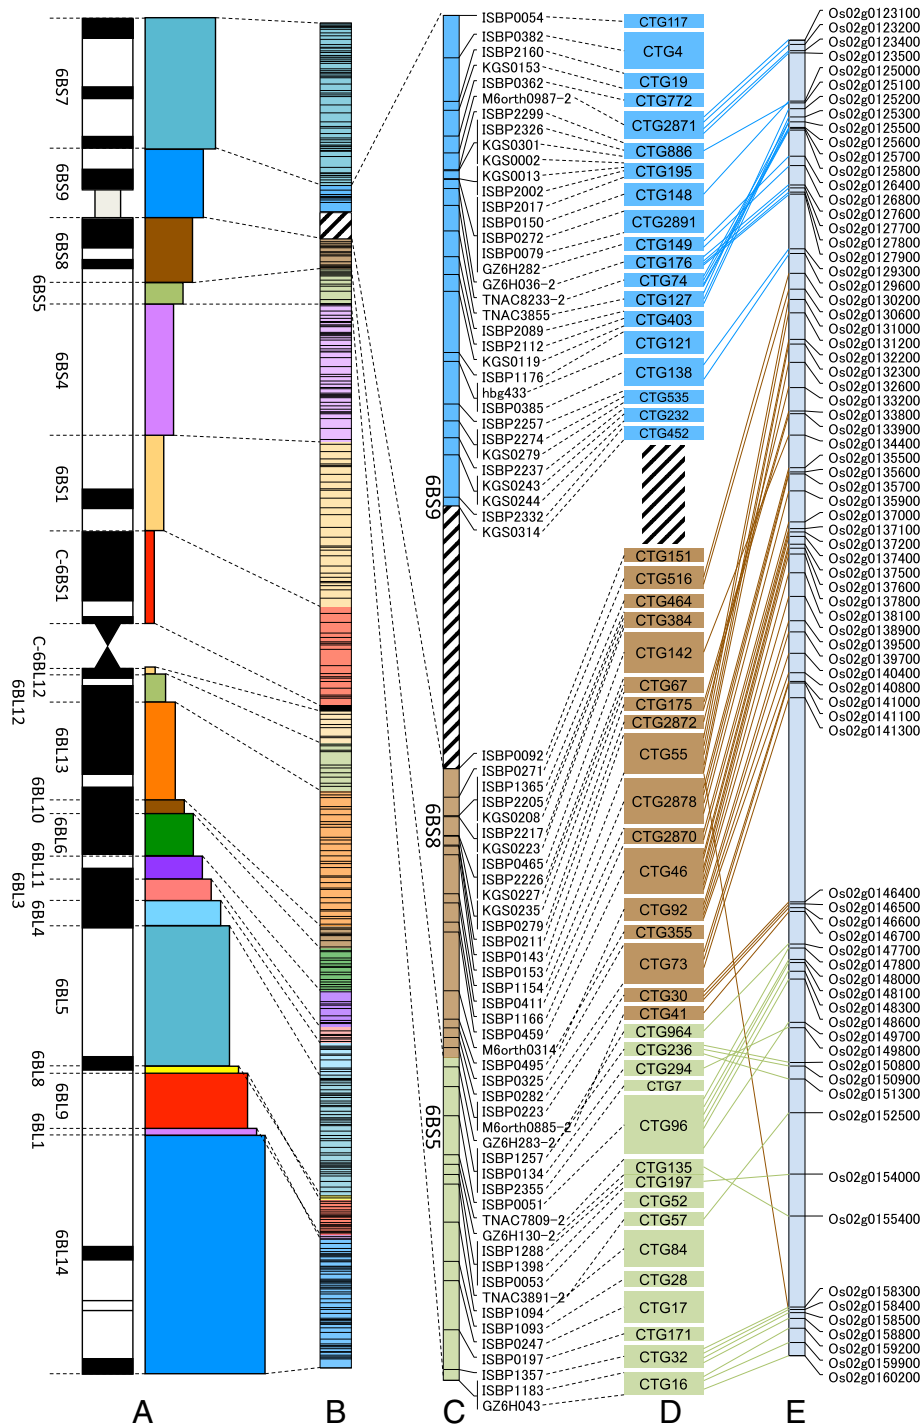 6BS7
6BS9
6BS8
6BS5
6BS4
6BS1
C-6BS1
C-6BL12
6BL12
6BL13
6BL10
6BL6
6BL11
6BL3
6BL4
6BL5
6BL8
6BL9
6BL1
6BL14
6BS9
6BS8
6BS5
ISBP0054
ISBP0382
ISBP2160
KGS0153
ISBP0362
M6orth0987-2
ISBP2299
ISBP2326
KGS0301
KGS0002
KGS0013
ISBP2002
ISBP2017
ISBP0150
ISBP0272
ISBP0079
GZ6H282
GZ6H036-2
TNAC8233-2
TNAC3855
ISBP2089
ISBP2112
KGS0119
ISBP1176
hbg433
ISBP0385
ISBP2257
ISBP2274
KGS0279
ISBP2237
KGS0243
KGS0244
ISBP2332
KGS0314
ISBP0092
ISBP0271
ISBP1365
ISBP2205
KGS0208
ISBP2217
KGS0223
ISBP0465
ISBP2226
KGS0227
KGS0235
ISBP0279
ISBP0211
ISBP0143
ISBP0153
ISBP1154
ISBP0411
ISBP1166
ISBP0459
M6orth0314
ISBP0495
ISBP0325
ISBP0282
ISBP0223
M6orth0885-2
GZ6H283-2
ISBP1257
ISBP0134
ISBP2355
ISBP0051
TNAC7809-2
GZ6H130-2
ISBP1288
ISBP1398
ISBP0053
TNAC3891-2
ISBP1094
ISBP1093
ISBP0247
ISBP0197
ISBP1357
ISBP1183
GZ6H043
CTG117
CTG4
CTG19
CTG772
CTG2871
CTG886
CTG195
CTG148
CTG2891
CTG149
CTG176
CTG74
CTG127
CTG403
CTG121
CTG138
CTG535
CTG232
CTG452
CTG151
CTG516
CTG464
CTG384
CTG142
CTG67
CTG175
CTG2872
CTG55
CTG2878
CTG2870
CTG46
CTG92
CTG355
CTG73
CTG30
CTG41
CTG964
CTG236
CTG294
CTG7
CTG96
CTG135
CTG197
CTG52
CTG57
CTG84
CTG28
CTG17
CTG171
CTG32
CTG16
Os02g0123100
Os02g0123200
Os02g0123400
Os02g0123500
Os02g0125000
Os02g0125100
Os02g0125200
Os02g0125300
Os02g0125500
Os02g0125600
Os02g0125700
Os02g0125800
Os02g0126400
Os02g0126800
Os02g0127600
Os02g0127700
Os02g0127800
Os02g0127900
Os02g0129300
Os02g0129600
Os02g0130200
Os02g0130600
Os02g0131000
Os02g0131200
Os02g0132200
Os02g0132300
Os02g0132600
Os02g0133200
Os02g0133800
Os02g0133900
Os02g0134400
Os02g0135500
Os02g0135600
Os02g0135700
Os02g0135900
Os02g0137000
Os02g0137100
Os02g0137200
Os02g0137400
Os02g0137500
Os02g0137600
Os02g0137800
Os02g0138100
Os02g0138900
Os02g0139500
Os02g0139700
Os02g0140400
Os02g0140800
Os02g0141000
Os02g0141100
Os02g0141300
Os02g0146400
Os02g0146500
Os02g0146600
Os02g0146700
Os02g0147700
Os02g0147800
Os02g0148000
Os02g0148100
Os02g0148300
Os02g0148600
Os02g0149700
Os02g0149800
Os02g0150800
Os02g0150900
Os02g0151300
Os02g0152500
Os02g0154000
Os02g0155400
Os02g0158300
Os02g0158400
Os02g0158500
Os02g0158800
Os02g0159200
Os02g0159900
Os02g0160200
A B C D E